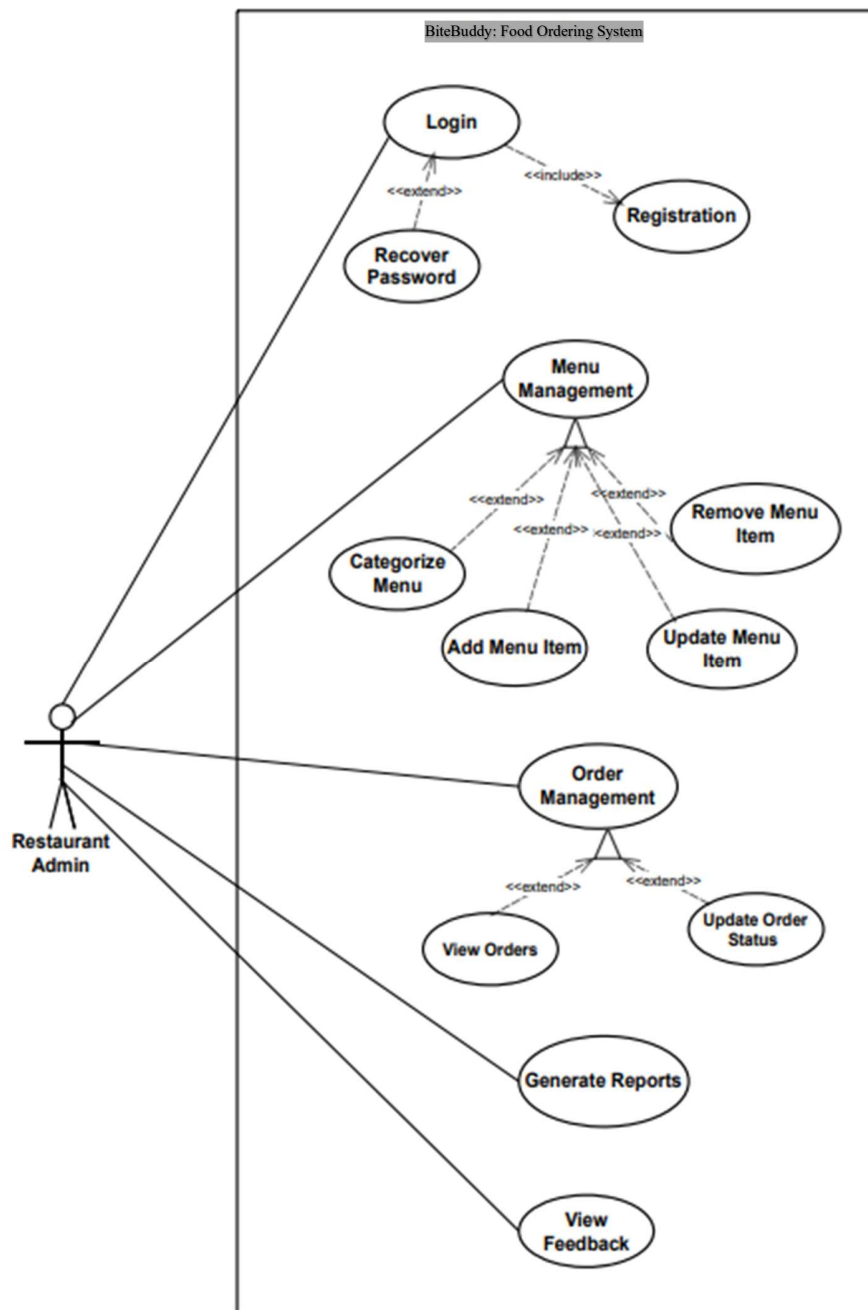 BiteBuddy: Food Ordering System
Login
<<extend>>
<<include>>
Registration
Recover
Password
Menu
Management
<<extend>>
<<extend>>
<<extend>>
<<extend>>
Remove Menu
Item
Categorize
Menu
Add Menu Item
Update Menu
Item
Order
Management
Restaurant
Admin
<<extend>>
<<extend>>
View Orders
Update Order
Status
Generate Reports
View
Feedback